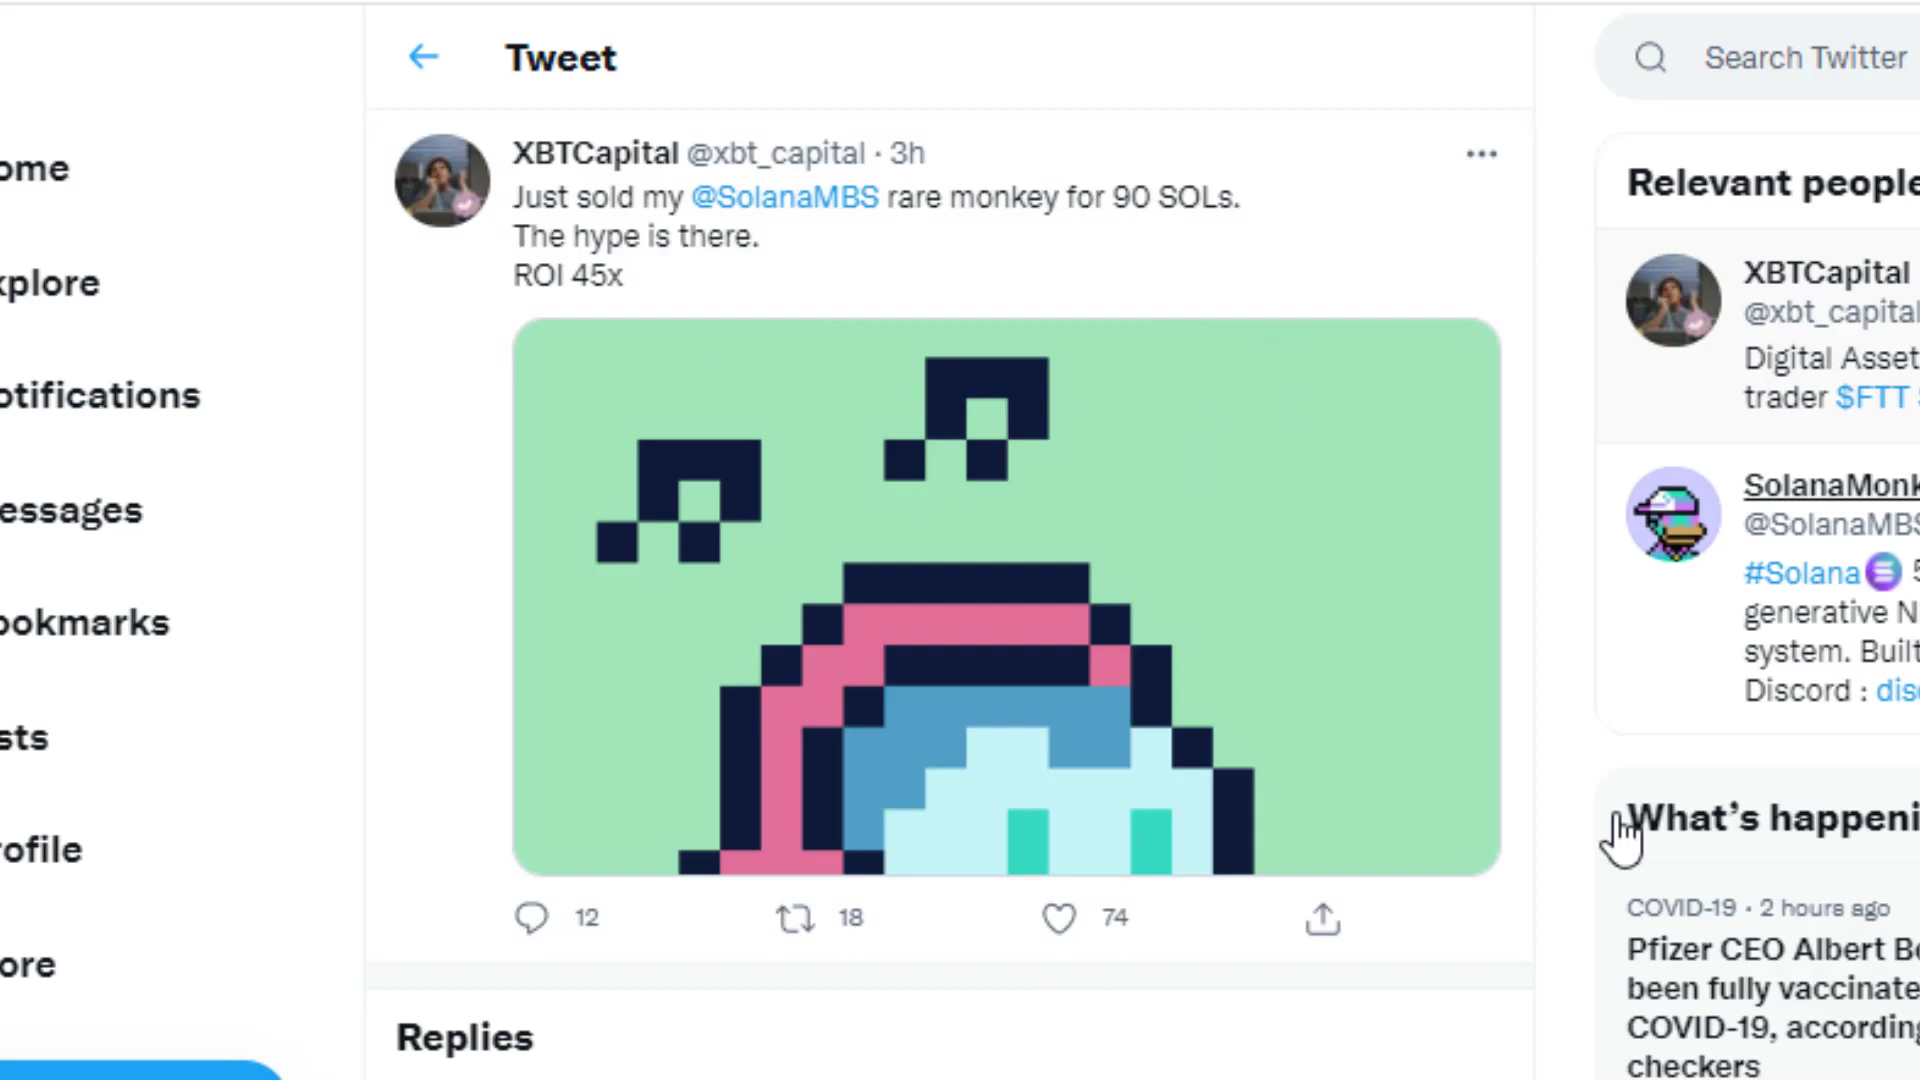 Tweet
Search Twitter
XBTCapital @xbt_capital · 3h
Just sold my @SolanaMBS rare monkey for 90 SOLs.
The hype is there.
ROI 45x
12
18
74
Replies
ome
xplore
otifications
essages
ookmarks
sts
rofile
ore
Relevant people
XBTCapital
@xbt_capital
Digital Asset
trader $FTT
SolanaMonk
@SolanaMBS
#Solana 5
generative N
system. Built
Discord : disc
What's happeni
COVID-19 · 2 hours ago
Pfizer CEO Albert Bo
been fully vaccinate
COVID-19, according
checkers